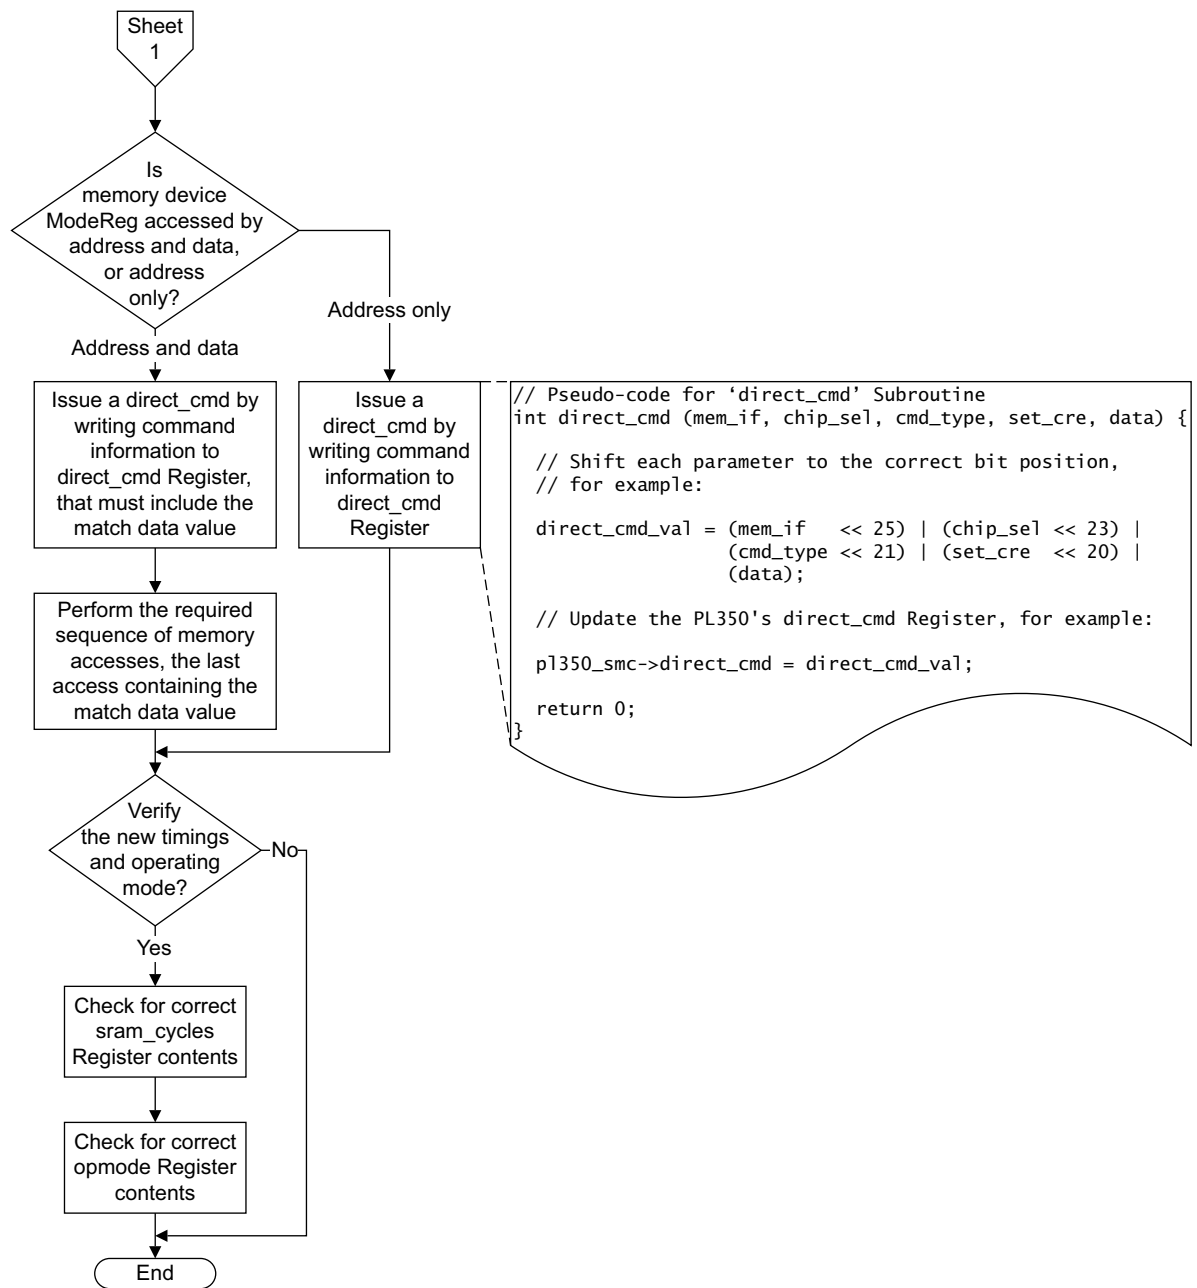 Sheet
1
Is
memory device
ModeReg accessed by
address and data,
or address
only?
Address only
Address and data
Issue a direct_cmd by
writing command
information to
direct_cmd Register,
that must include the
match data value
Issue a
direct_cmd by
writing command
information to
direct_cmd
Register
// Pseudo-code for ‘direct_cmd’ Subroutine
int direct_cmd (mem_if, chip_sel, cmd_type, set_cre, data) {
// Shift each parameter to the correct bit position,
// for example:
direct_cmd_val = (mem_if   << 25) | (chip_sel << 23) |
(cmd_type << 21) | (set_cre  << 20) |
(data);
// Update the PL350's direct_cmd Register, for example:
pl350_smc->direct_cmd = direct_cmd_val;
return 0;
}
Perform the required
sequence of memory
accesses, the last
access containing the
match data value
Verify
the new timings
and operating
mode?
No
Yes
Check for correct
sram_cycles
Register contents
Check for correct
opmode Register
contents
End